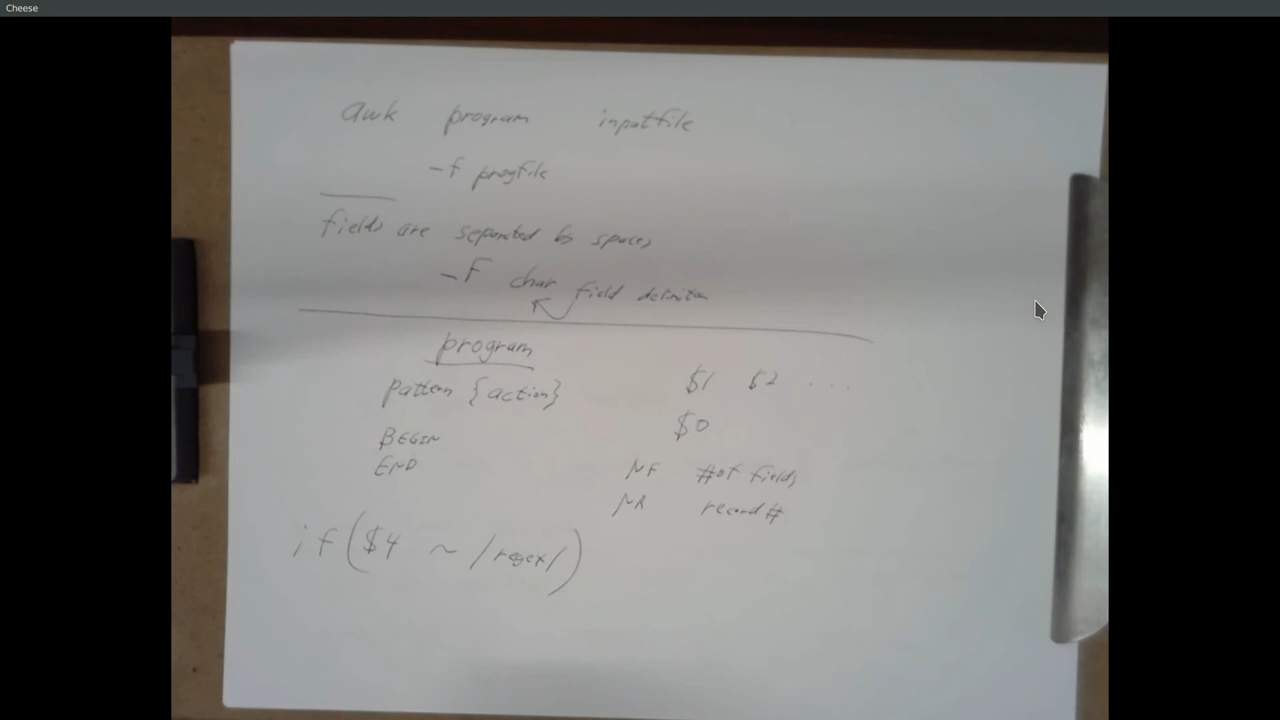 Cheese
awk program inputfile
-f progfile
fields are separated by spaces
-F char field delimiter
program
pattern {action} $1 $2 ...
BEGIN $0
END NF # of fields
NR record #
if($4 ~ /regex/)